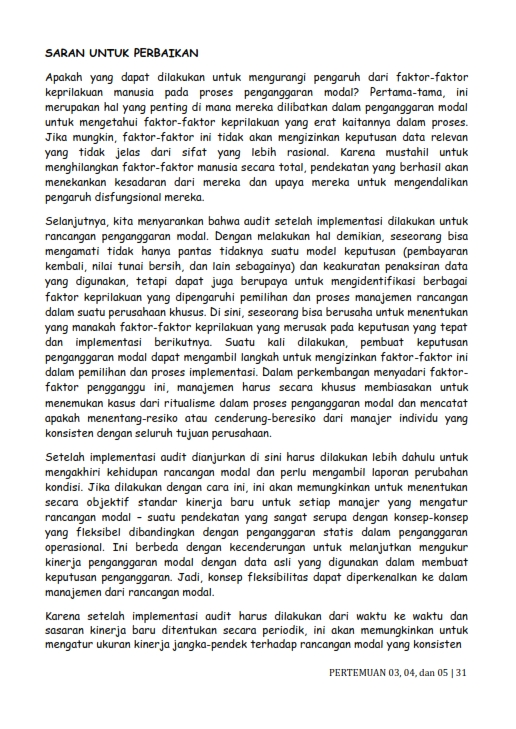 SARAN UNTUK PERBAIKAN
Apakah yang dapat dilakukan untuk mengurangi pengaruh dari faktor-faktor
keprilakuan manusia pada proses penganggaran modal? Pertama-tama, ini
merupakan hal yang penting di mana mereka dilibatkan dalam penganggaran modal
untuk mengetahui faktor-faktor keprilakuan yang erat kaitannya dalam proses.
Jika mungkin, faktor-faktor ini tidak akan mengizinkan keputusan data relevan
yang tidak jelas dari sifat yang lebih rasional. Karena mustahil untuk
menghilangkan faktor-faktor manusia secara total, pendekatan yang berhasil akan
menekankan kesadaran dari mereka dan upaya mereka untuk mengendalikan
pengaruh disfungsional mereka.
Selanjutnya, kita menyarankan bahwa audit setelah implementasi dilakukan untuk
rancangan penganggaran modal. Dengan melakukan hal demikian, seseorang bisa
mengamati tidak hanya pantas tidaknya suatu model keputusan (pembayaran
kembali, nilai tunai bersih, dan lain sebagainya) dan keakuratan penaksiran data
yang digunakan, tetapi dapat juga berupaya untuk mengidentifikasi berbagai
faktor keprilakuan yang dipengaruhi pemilihan dan proses manajemen rancangan
dalam suatu perusahaan khusus. Di sini, seseorang bisa berusaha untuk menentukan
yang manakah faktor-faktor keprilakuan yang merusak pada keputusan yang tepat
dan implementasi berikutnya. Suatu kali dilakukan, pembuat keputusan
penganggaran modal dapat mengambil langkah untuk mengizinkan faktor-faktor ini
dalam pemilihan dan proses implementasi. Dalam perkembangan menyadari faktor-
faktor pengganggu ini, manajemen harus secara khusus membiasakan untuk
menemukan kasus dari ritualisme dalam proses penganggaran modal dan mencatat
apakah menentang-resiko atau cenderung-beresiko dari manajer individu yang
konsisten dengan seluruh tujuan perusahaan.
Setelah implementasi audit dianjurkan di sini harus dilakukan lebih dahulu untuk
mengakhiri kehidupan rancangan modal dan perlu mengambil laporan perubahan
kondisi. Jika dilakukan dengan cara ini, ini akan memungkinkan untuk menentukan
secara objektif standar kinerja baru untuk setiap manajer yang mengatur
rancangan modal – suatu pendekatan yang sangat serupa dengan konsep-konsep
yang fleksibel dibandingkan dengan penganggaran statis dalam penganggaran
operasional. Ini berbeda dengan kecenderungan untuk melanjutkan mengukur
kinerja penganggaran modal dengan data asli yang digunakan dalam membuat
keputusan penganggaran. Jadi, konsep fleksibilitas dapat diperkenalkan ke dalam
manajemen dari rancangan modal.
Karena setelah implementasi audit harus dilakukan dari waktu ke waktu dan
sasaran kinerja baru ditentukan secara periodik, ini akan memungkinkan untuk
mengatur ukuran kinerja jangka-pendek terhadap rancangan modal yang konsisten
PERTEMUAN 03, 04, dan 05 | 31